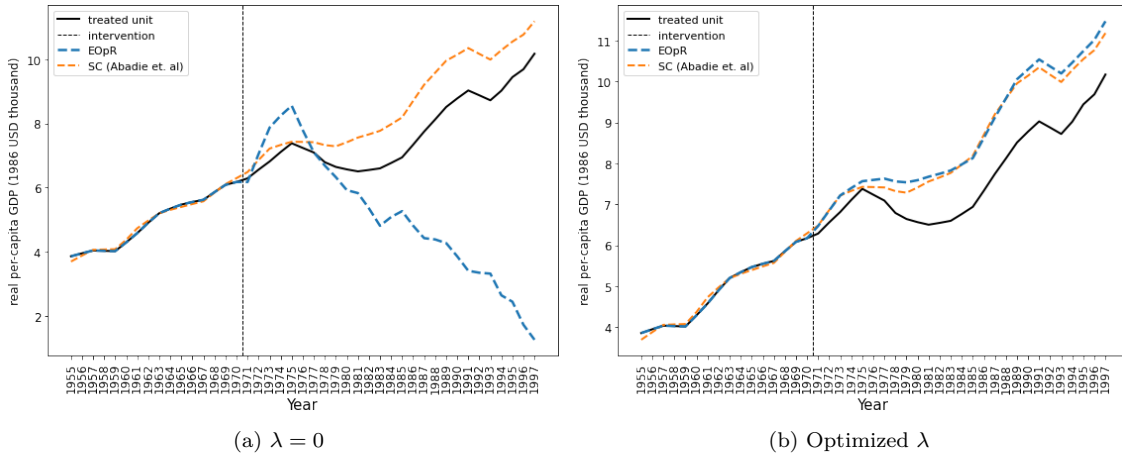 treated unit
intervention
EOpR
SC (Abadie et. al)
real per-capita GDP (1986 USD thousand)
10
8
6
4
2
1955 1956 1957 1958 1959 1960 1961 1962 1963 1964 1965 1966 1967 1968 1969 1970 1971 1972 1973 1974 1975 1976 1977 1978 1979 1980 1981 1982 1983 1984 1985 1986 1987 1988 1989 1990 1991 1992 1993 1994 1995 1996 1997
Year
(a) λ = 0
treated unit
intervention
EOpR
SC (Abadie et. al)
real per-capita GDP (1986 USD thousand)
11
10
9
8
7
6
5
4
1955 1956 1957 1958 1959 1960 1961 1962 1963 1964 1965 1966 1967 1968 1969 1970 1971 1972 1973 1974 1975 1976 1977 1978 1979 1980 1981 1982 1983 1984 1985 1986 1987 1988 1989 1990 1991 1992 1993 1994 1995 1996 1997
Year
(b) Optimized λ